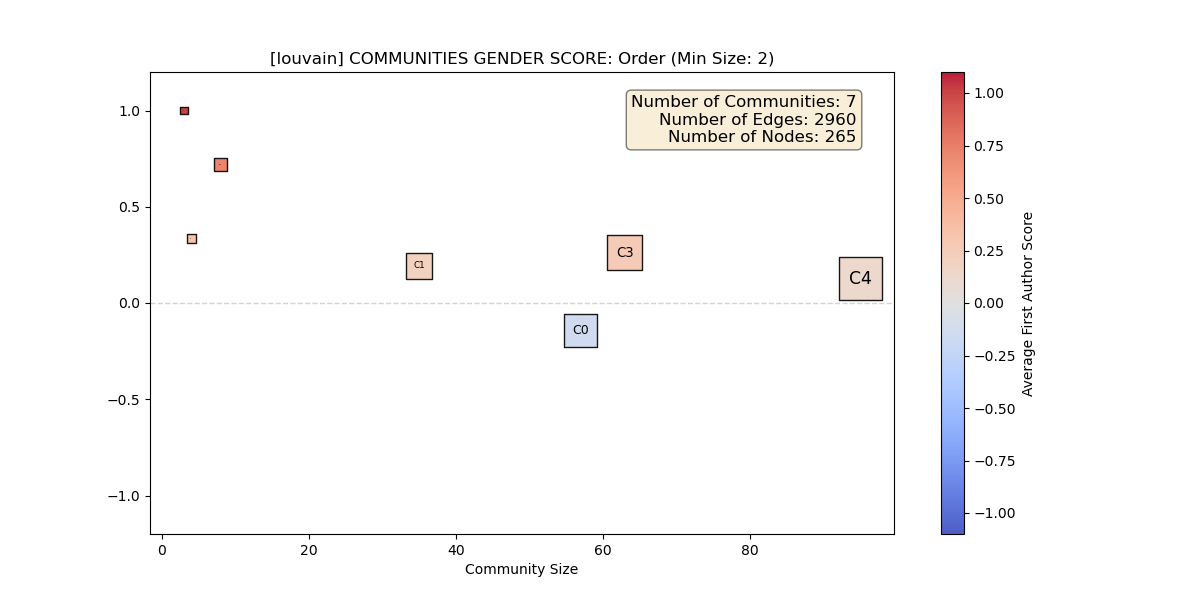 [louvain] COMMUNITIES GENDER SCORE: Order (Min Size: 2)
Number of Communities: 7
Number of Edges: 2960
Number of Nodes: 265
1.0
0.5
0.0
−0.5
−1.0
C1
C3
C0
C4
0
20
40
60
80
Community Size
1.00
0.75
0.50
0.25
0.00
−0.25
−0.50
−0.75
−1.00
Average First Author Score